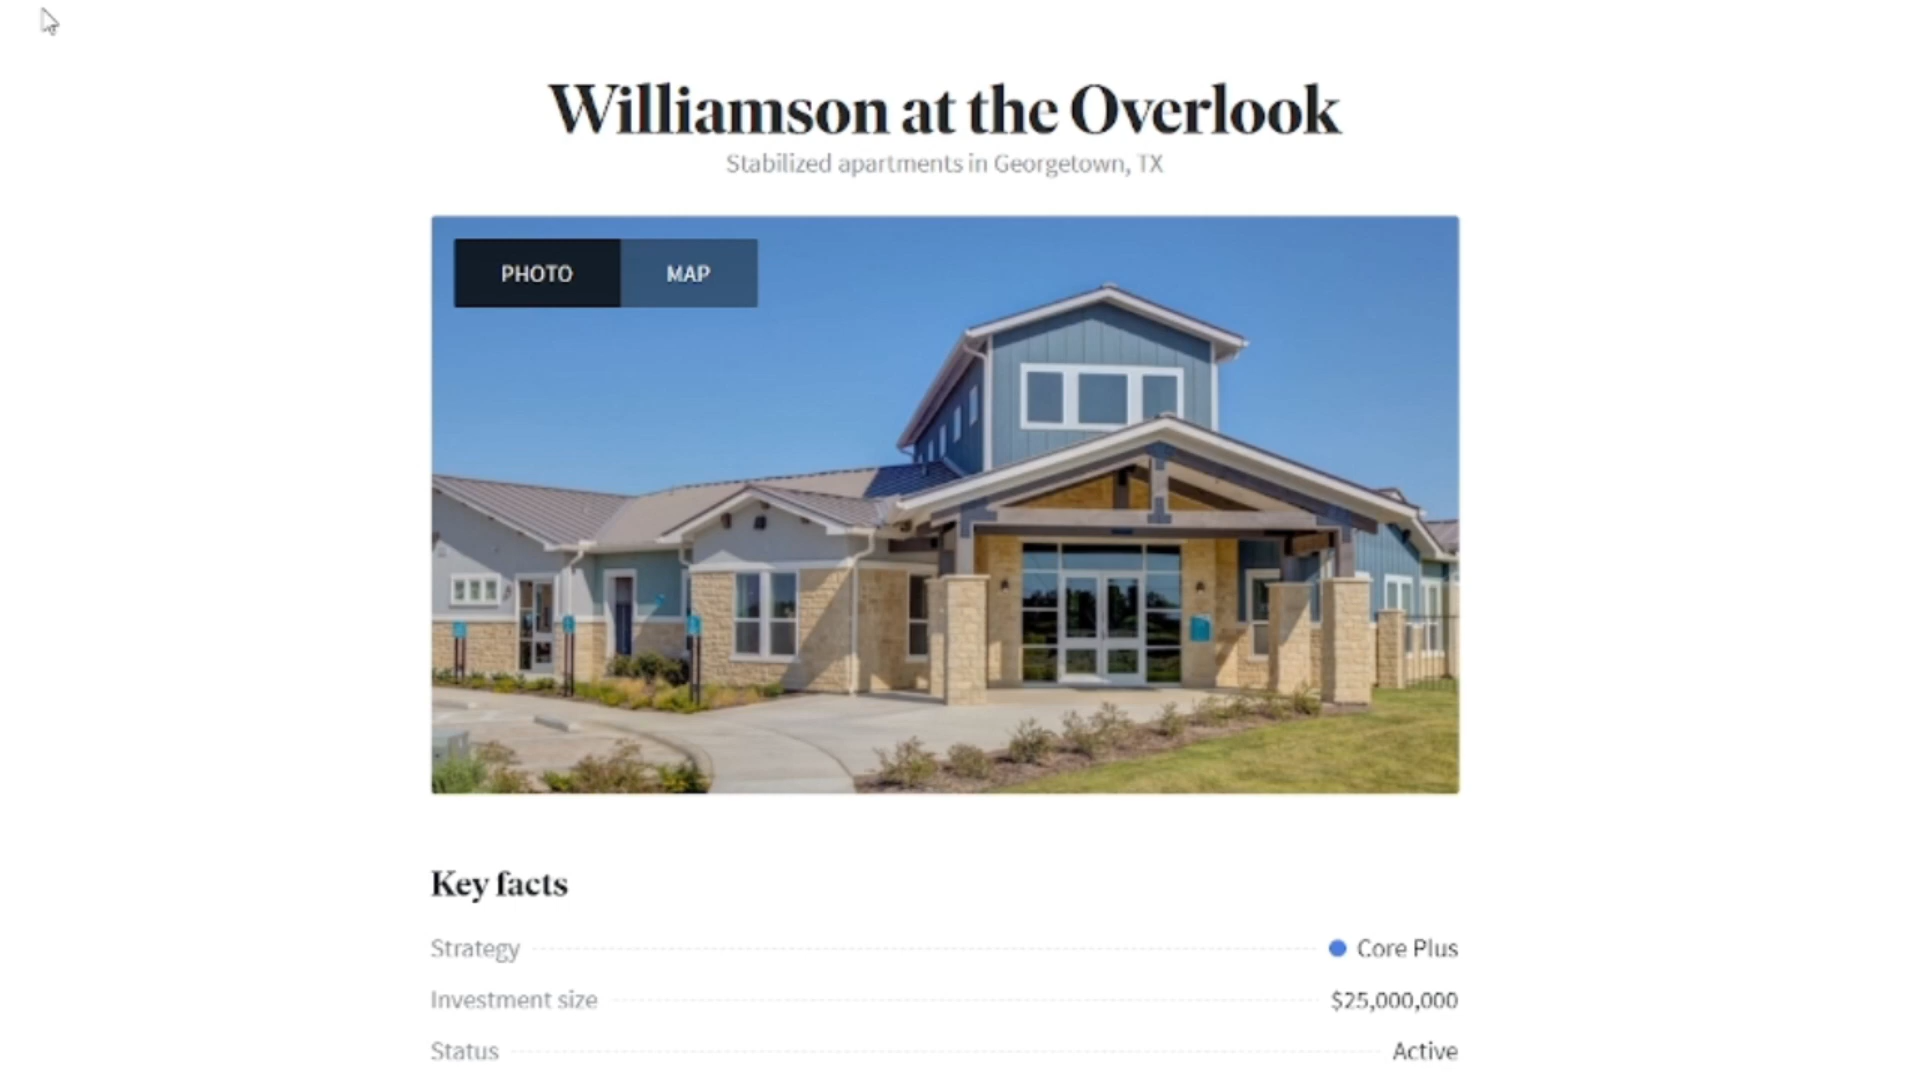 Williamson at the Overlook
Stabilized apartments in Georgetown, TX
PHOTO MAP
Key facts
Strategy Core Plus
Investment size $25,000,000
Status Active